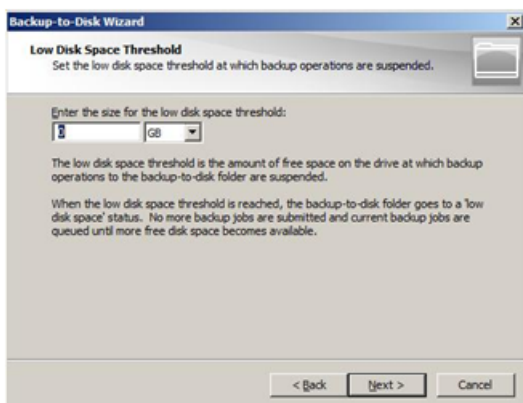 Backup-to-Disk Wizard
Low Disk Space Threshold
Set the low disk space threshold at which backup operations are suspended.
Enter the size for the low disk space threshold:
0 GB
The low disk space threshold is the amount of free space on the drive at which backup
operations to the backup-to-disk folder are suspended.
When the low disk space threshold is reached, the backup-to-disk folder goes to a 'low
disk space' status. No more backup jobs are submitted and current backup jobs are
queued until more free disk space becomes available.
< Back Next > Cancel